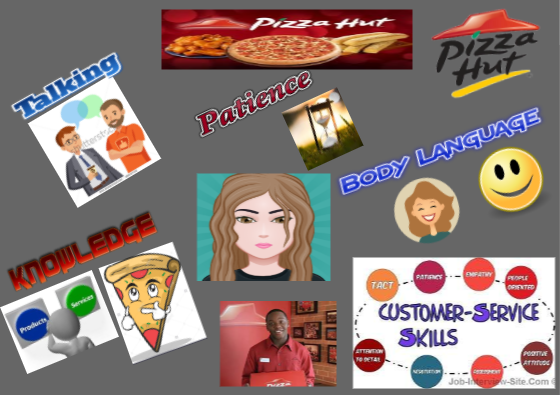 Pizza Hut
Pizza
Hut
Talking
Patience
Body Language
Knowledge
Products
Services
TACT
PATIENCE
EMPATHY
PEOPLE
ORIENTED
CUSTOMER-SERVICE
SKILLS
ATTENTION
TO DETAIL
NEGOTIATION
POSITIVE
ATTITUDE
Job-Interview-Site.Com ©